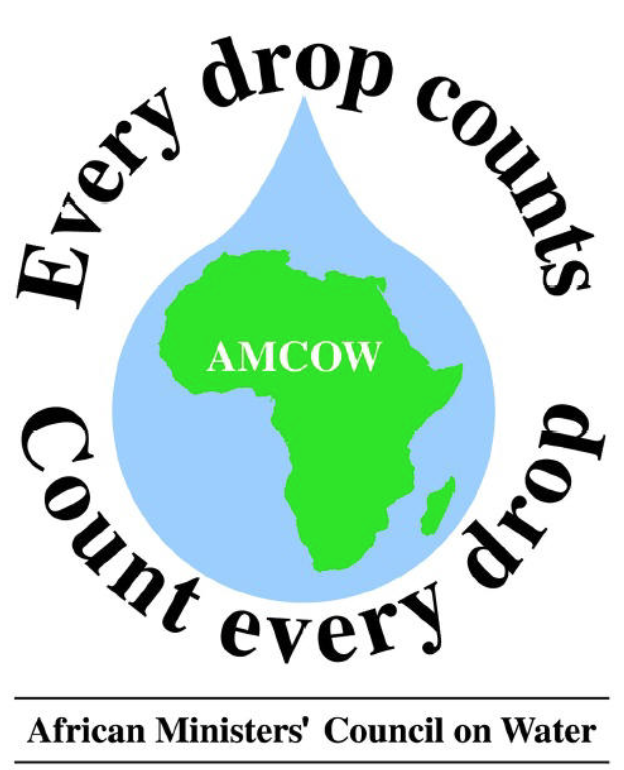 Every drop counts
AMCOW
Count every drop
African Ministers' Council on Water